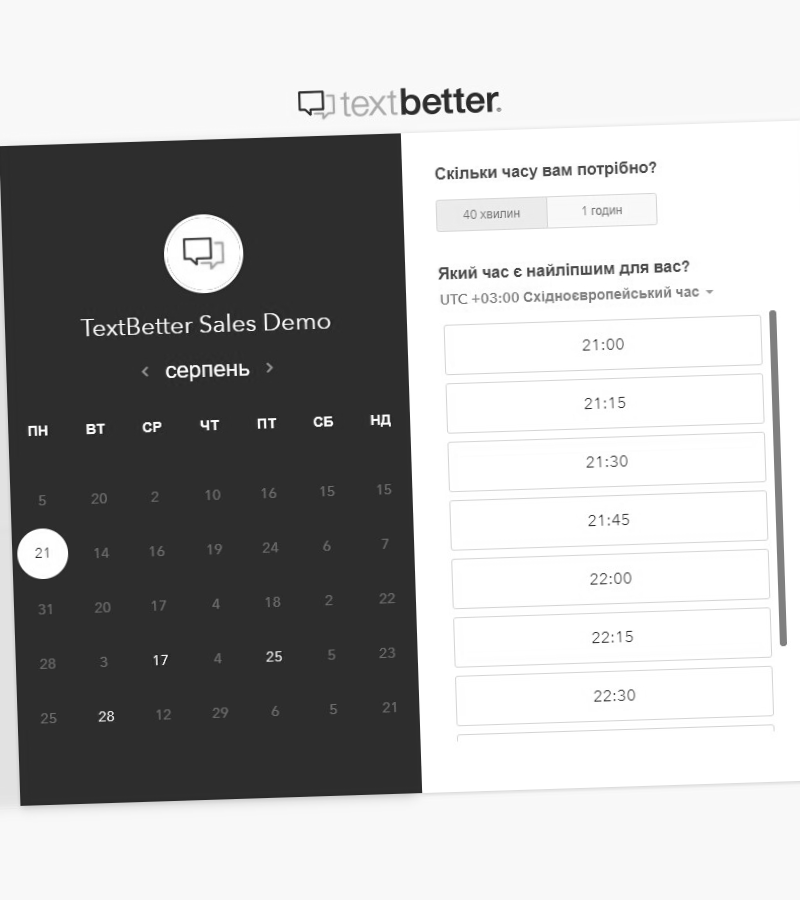 textbetter.
TextBetter Sales Demo
серпень
ПН ВТ СР ЧТ ПТ СБ НД
5 20 2 10 16 15 15
21 14 16 19 24 6 7
31 20 17 4 18 2 22
28 3 17 4 25 5 23
25 28 12 29 6 5 21
Скільки часу вам потрібно?
40 хвилин 1 годин
Який час є найліпшим для вас?
UTC +03:00 Східноєвропейський час
21:00
21:15
21:30
21:45
22:00
22:15
22:30